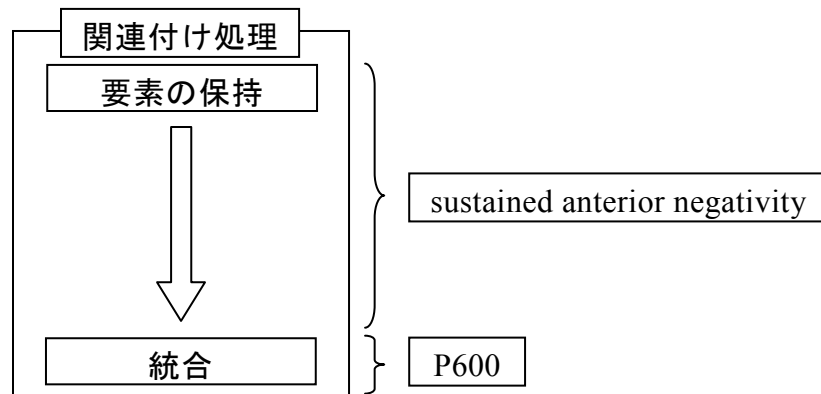 関連付け処理
要素の保持
sustained anterior negativity
統合
P600